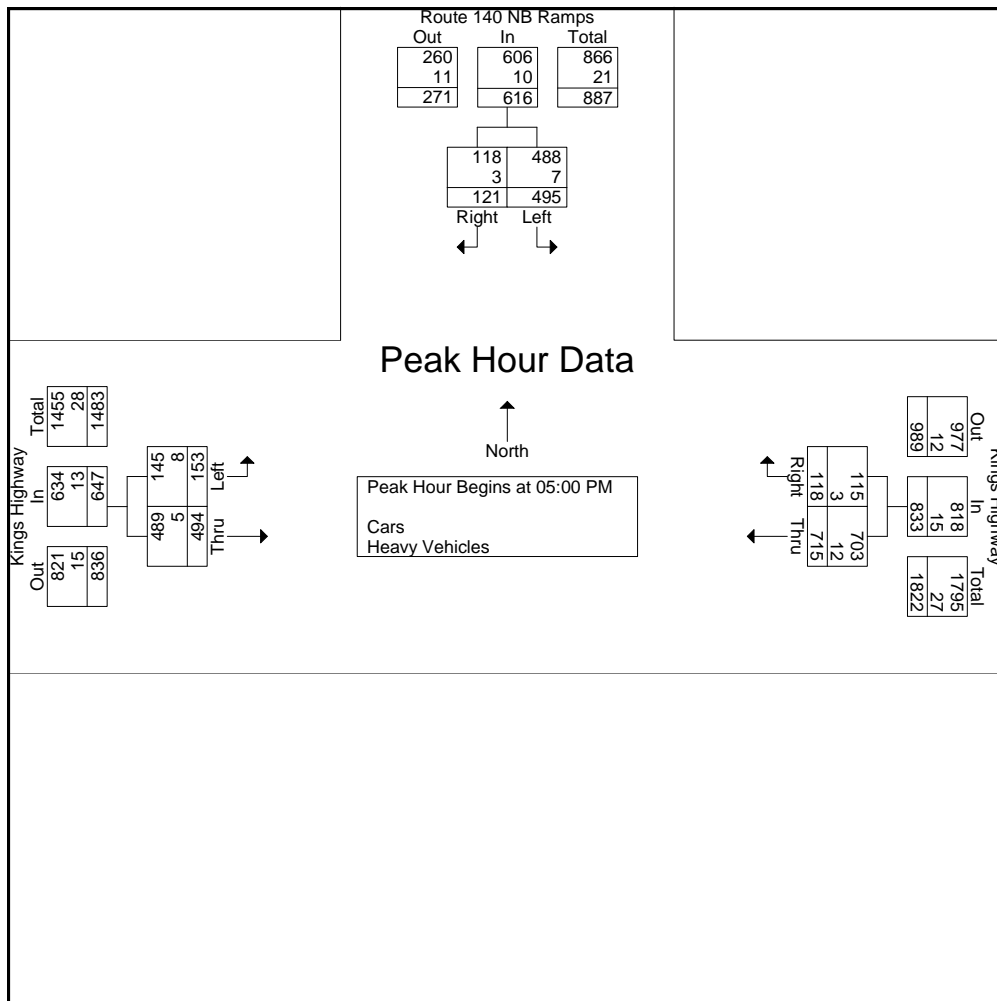 Route 140 NB Ramps
Out In Total
260 606 866
11 10 21
271 616 887
118 488
3 7
121 495
Right Left
Peak Hour Data
North
Peak Hour Begins at 05:00 PM
Cars
Heavy Vehicles
Kings Highway
Out In Total
821 634 1455
15 13 28
836 647 1483
489 145
5 8
494 153
Thru Left
Kings Highway
Out In Total
977 818 1795
12 15 27
989 833 1822
115 703
3 12
118 715
Right Thru